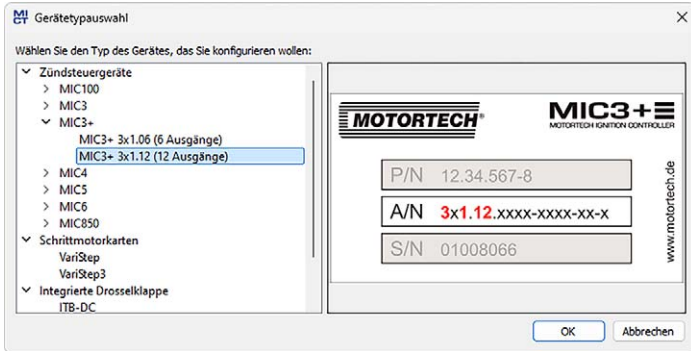 MICT Gerätetypauswahl
Wählen Sie den Typ des Gerätes, das Sie konfigurieren wollen:
Zündsteuergeräte
MIC100
MIC3
MIC3+
MIC3+ 3x1.06 (6 Ausgänge)
MIC3+ 3x1.12 (12 Ausgänge)
MIC4
MIC5
MIC6
MIC850
Schrittmotorkarten
VariStep
VariStep3
Integrierte Drosselklappe
ITB-DC
MOTORTECH®
MIC3+
MOTORTECH IGNITION CONTROLLER
P/N 12.34.567-8
A/N 3x1.12.xxxx-xxxx-xx-x
S/N 01008066
www.motortech.de
OK Abbrechen